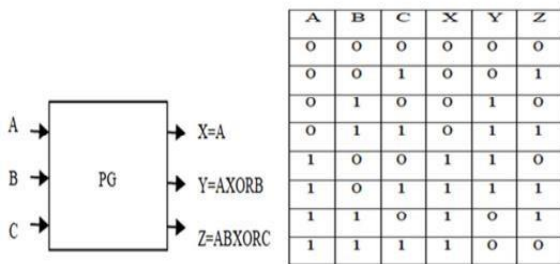 A
B
C
PG
X=A
Y=AXORB
Z=ABXORC
A B C X Y Z
0 0 0 0 0 0
0 0 1 0 0 1
0 1 0 0 1 0
0 1 1 0 1 1
1 0 0 1 1 0
1 0 1 1 1 1
1 1 0 1 0 1
1 1 1 1 0 0